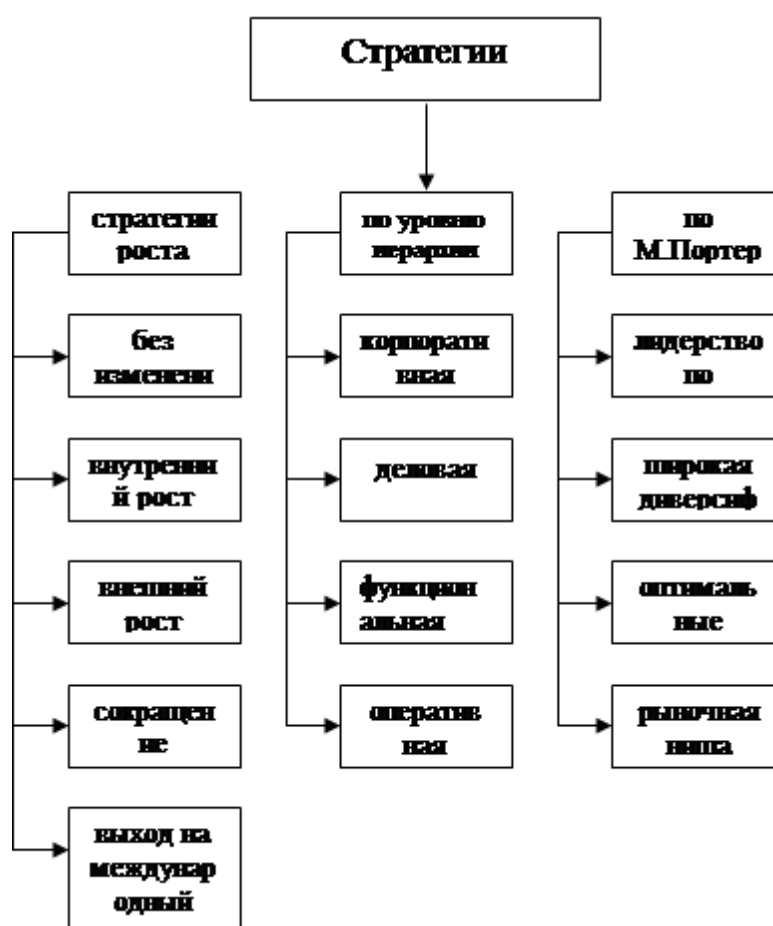 Стратегии
стратегии
роста
по уровню
иерархии
по
М.Портер
без
изменени
корпорати
вная
лидерство
по
внутренни
й рост
деловая
широкая
диверсиф
внешний
рост
функцион
альная
оптималь
ные
сокращен
ие
оператив
ная
рыночная
ниша
выход на
междунар
одный